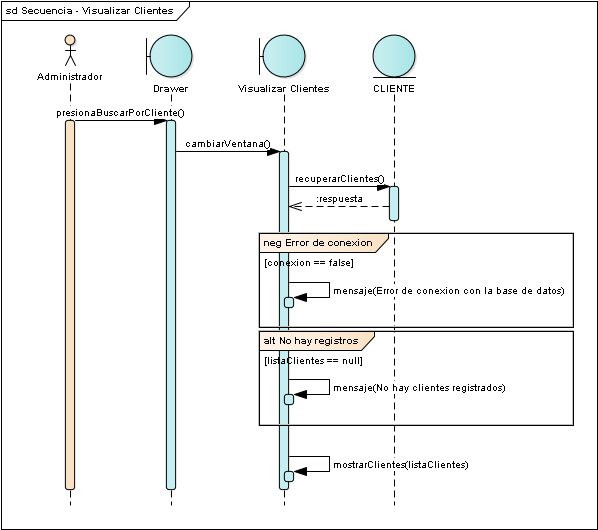 sd Secuencia - Visualizar Clientes
Administrador
Drawer
Visualizar Clientes
CLIENTE
presionaBuscarPorCliente()
cambiarVentana()
recuperarClientes()
:respuesta
neg Error de conexion
[conexion == false]
mensaje(Error de conexion con la base de datos)
alt No hay registros
[listaClientes == null]
mensaje(No hay clientes registrados)
mostrarClientes(listaClientes)